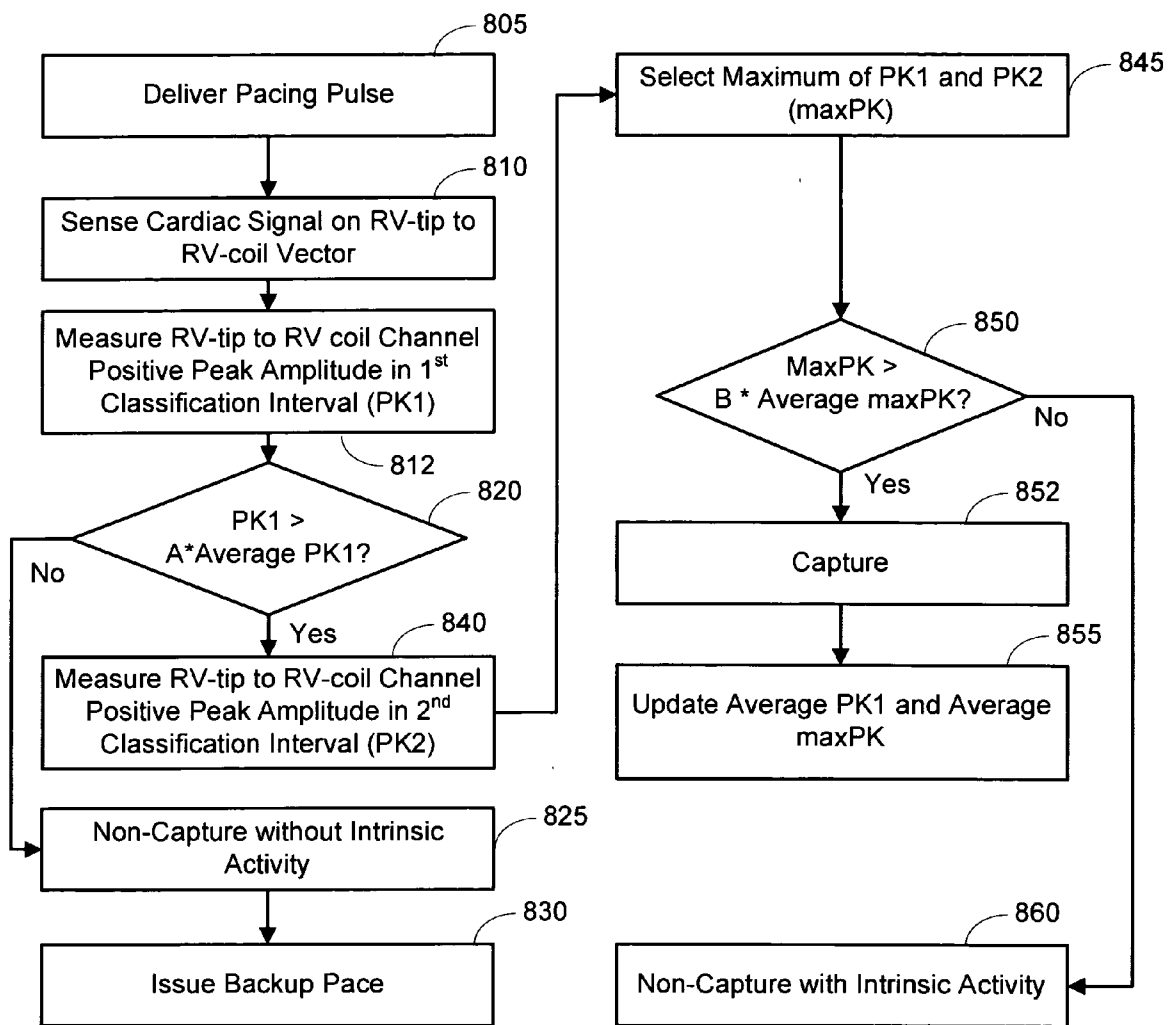 805
Deliver Pacing Pulse
810
Sense Cardiac Signal on RV-tip to
RV-coil Vector
Measure RV-tip to RV coil Channel
Positive Peak Amplitude in 1st
Classification Interval (PK1)
812
820
PK1 >
A*Average PK1?
No
Yes
840
Measure RV-tip to RV-coil Channel
Positive Peak Amplitude in 2nd
Classification Interval (PK2)
825
Non-Capture without Intrinsic
Activity
830
Issue Backup Pace
845
Select Maximum of PK1 and PK2
(maxPK)
850
MaxPK >
B * Average maxPK?
No
Yes
852
Capture
855
Update Average PK1 and Average
maxPK
860
Non-Capture with Intrinsic Activity